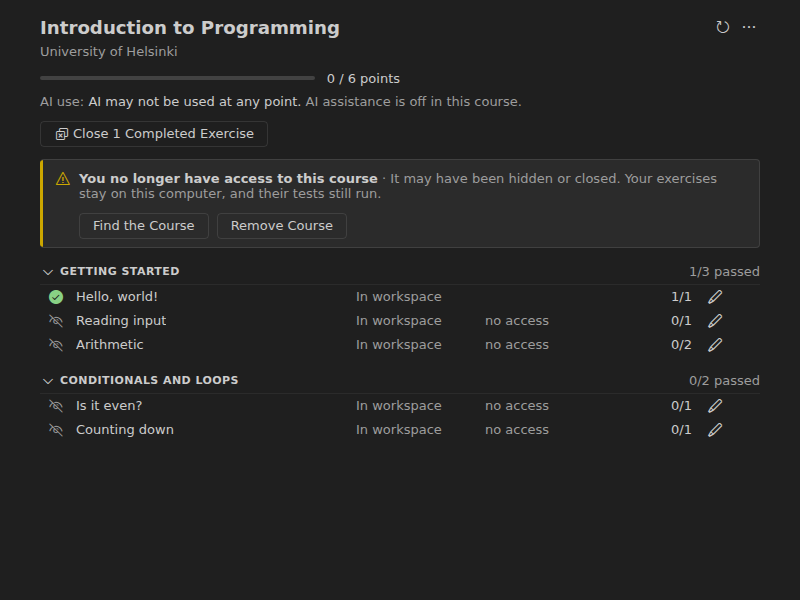 Introduction to Programming
University of Helsinki
0 / 6 points
AI use: AI may not be used at any point. AI assistance is off in this course.
Close 1 Completed Exercise
You no longer have access to this course · It may have been hidden or closed. Your exercises
stay on this computer, and their tests still run.
Find the Course Remove Course
GETTING STARTED 1/3 passed
Hello, world! In workspace 1/1
Reading input In workspace no access 0/1
Arithmetic In workspace no access 0/2
CONDITIONALS AND LOOPS 0/2 passed
Is it even? In workspace no access 0/1
Counting down In workspace no access 0/1